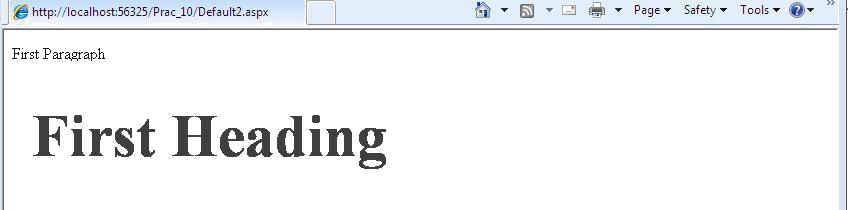 http://localhost:56325/Prac_10/Default2.aspx
Page Safety Tools
First Paragraph
First Heading